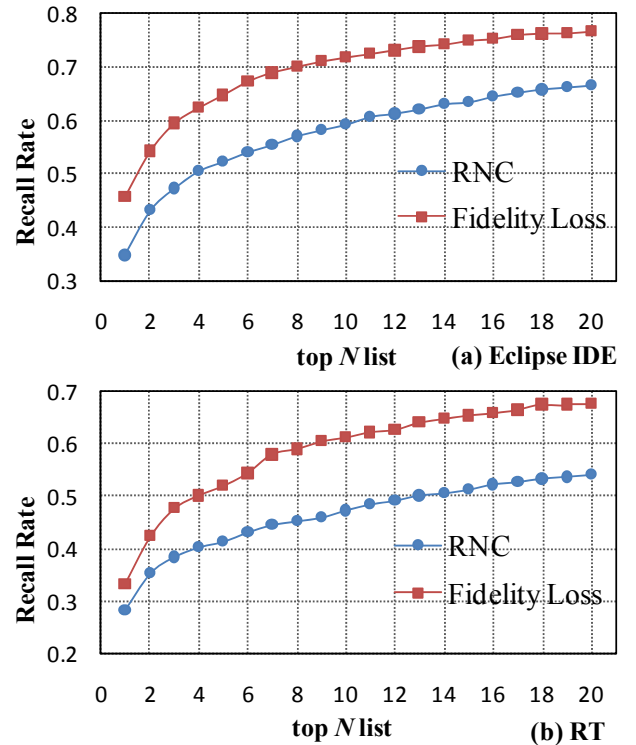 0.8
0.7
0.6
0.5
0.4
0.3
Recall Rate
RNC
Fidelity Loss
0 2 4 6 8 10 12 14 16 18 20
top N list
(a) Eclipse IDE
0.7
0.6
0.5
0.4
0.3
0.2
Recall Rate
RNC
Fidelity Loss
0 2 4 6 8 10 12 14 16 18 20
top N list
(b) RT